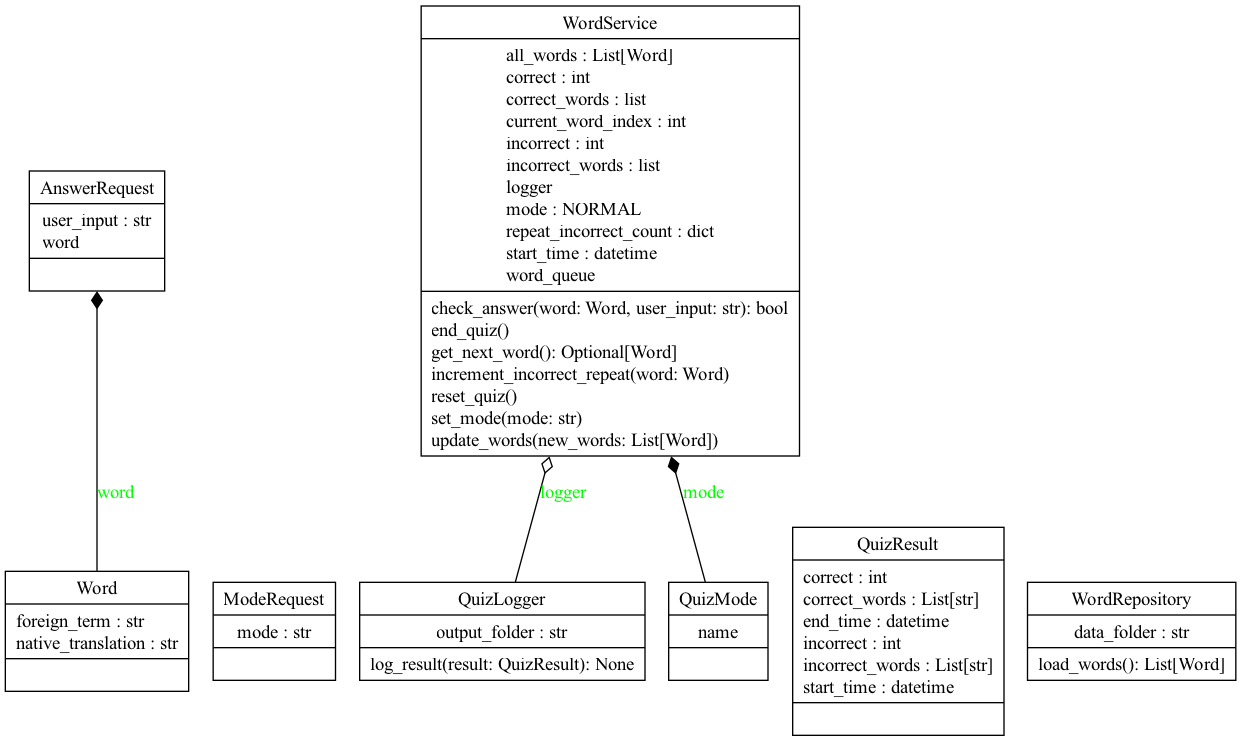 WordService
all_words : List[Word]
correct : int
correct_words : list
current_word_index : int
incorrect : int
incorrect_words : list
logger
mode : NORMAL
repeat_incorrect_count : dict
start_time : datetime
word_queue
check_answer(word: Word, user_input: str): bool
end_quiz()
get_next_word(): Optional[Word]
increment_incorrect_repeat(word: Word)
reset_quiz()
set_mode(mode: str)
update_words(new_words: List[Word])
AnswerRequest
user_input : str
word
word
logger
mode
Word
foreign_term : str
native_translation : str
ModeRequest
mode : str
QuizLogger
output_folder : str
log_result(result: QuizResult): None
QuizMode
name
QuizResult
correct : int
correct_words : List[str]
end_time : datetime
incorrect : int
incorrect_words : List[str]
start_time : datetime
WordRepository
data_folder : str
load_words(): List[Word]